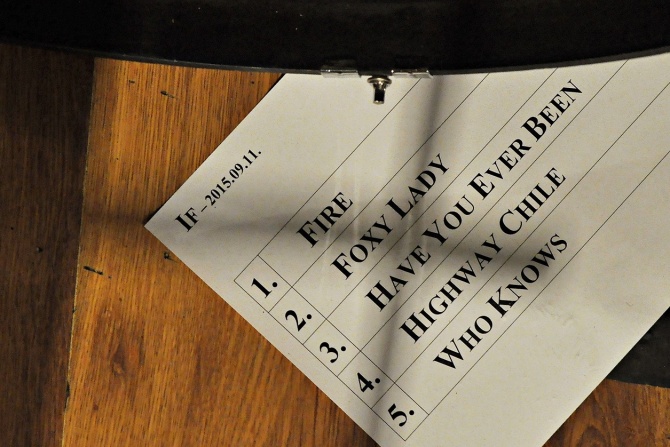 IF – 2015.09.11.
1. FIRE
2. FOXY LADY
3. HAVE YOU EVER BEEN
4. HIGHWAY CHILE
5. WHO KNOWS